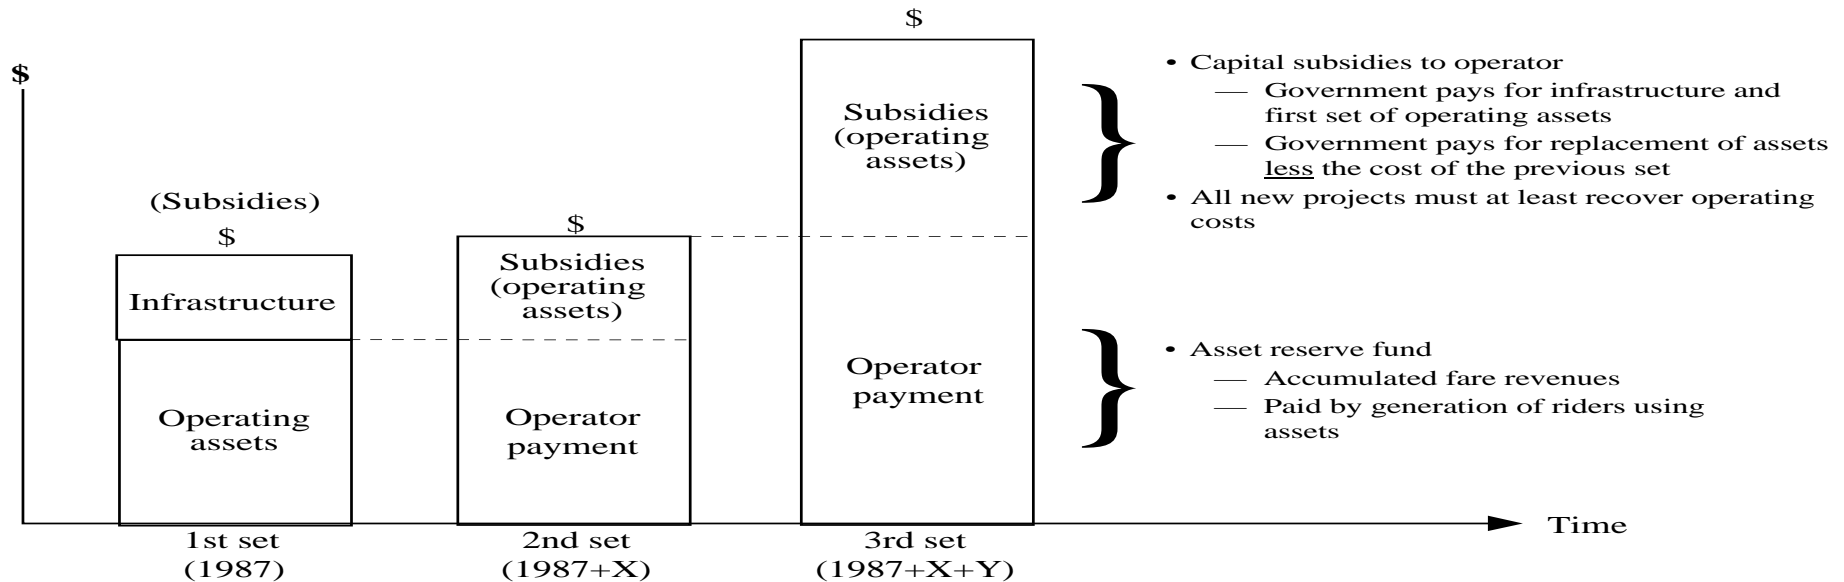 $
(Subsidies)
$
Infrastructure
Operating
assets
1st set
(1987)
$
Subsidies
(operating
assets)
Operator
payment
2nd set
(1987+X)
$
Subsidies
(operating
assets)
Operator
payment
3rd set
(1987+X+Y)
Time
• Capital subsidies to operator
— Government pays for infrastructure and
first set of operating assets
— Government pays for replacement of assets
less the cost of the previous set
• All new projects must at least recover operating
costs
• Asset reserve fund
— Accumulated fare revenues
— Paid by generation of riders using
assets